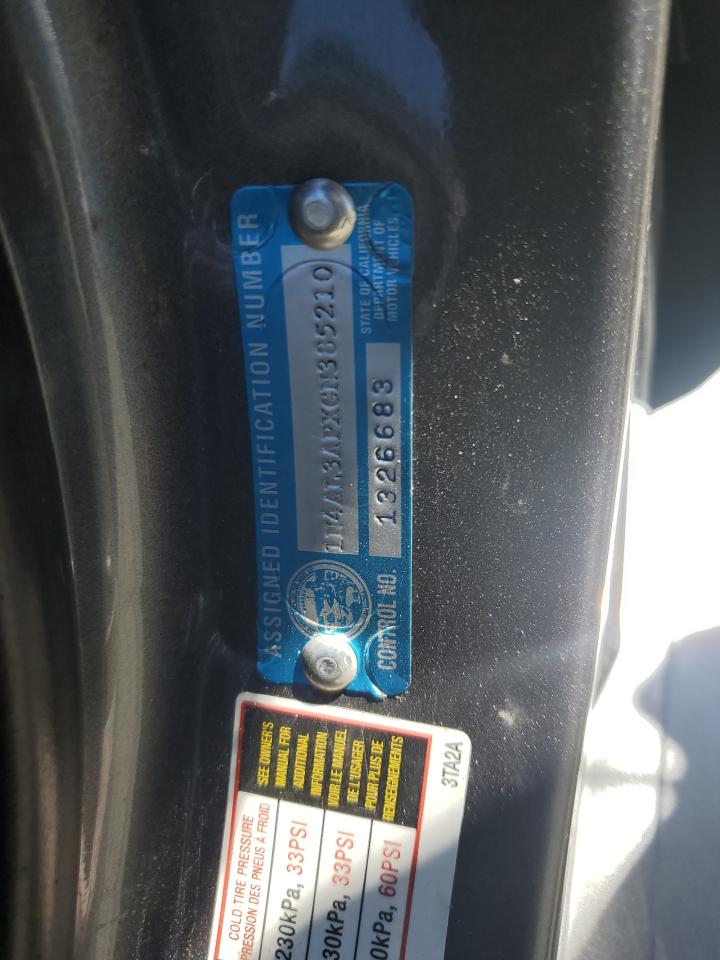 ASSIGNED IDENTIFICATION NUMBER
1N4AL3APXGN385210
STATE OF CALIFORNIA
DEPARTMENT OF
MOTOR VEHICLES
CONTROL NO. 1326683
COLD TIRE PRESSURE
PRESSION DES PNEUS À FROID
230kPa, 33PSI
30kPa, 33PSI
0kPa, 60PSI
SEE OWNER'S
MANUAL FOR
ADDITIONAL
INFORMATION
VOIR LE MANUEL
DE L'USAGER
POUR PLUS DE
RENSEIGNEMENTS
3TA2A